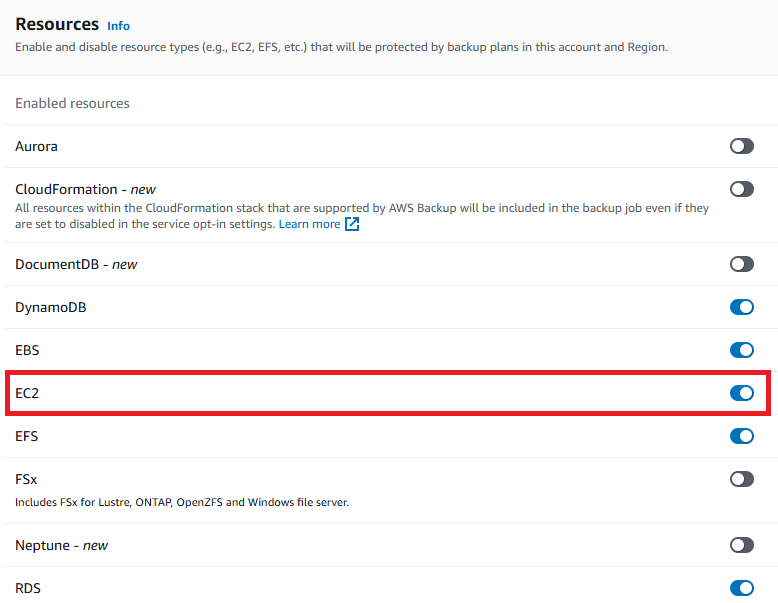 Resources Info
Enable and disable resource types (e.g., EC2, EFS, etc.) that will be protected by backup plans in this account and Region.
Enabled resources
Aurora
CloudFormation - new
All resources within the CloudFormation stack that are supported by AWS Backup will be included in the backup job even if they
are set to disabled in the service opt-in settings. Learn more
DocumentDB - new
DynamoDB
EBS
EC2
EFS
FSx
Includes FSx for Lustre, ONTAP, OpenZFS and Windows file server.
Neptune - new
RDS